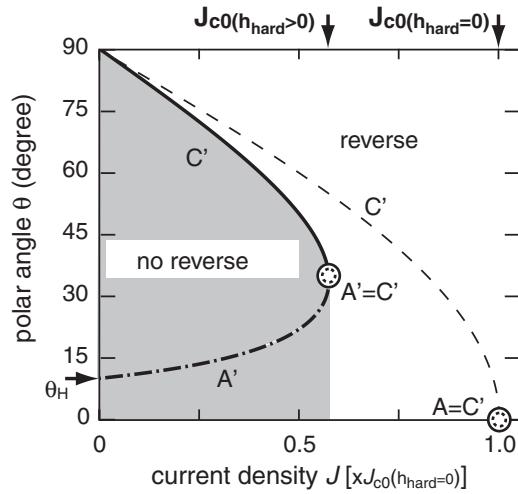 Jc0(hhard>0) Jc0(hhard=0)
90
75
60
45
30
15
0
polar angle θ (degree)
θH
reverse
C'
C'
no reverse
A'=C'
A'
A=C'
0 0.5 1.0
current density J [xJc0(hhard=0)]